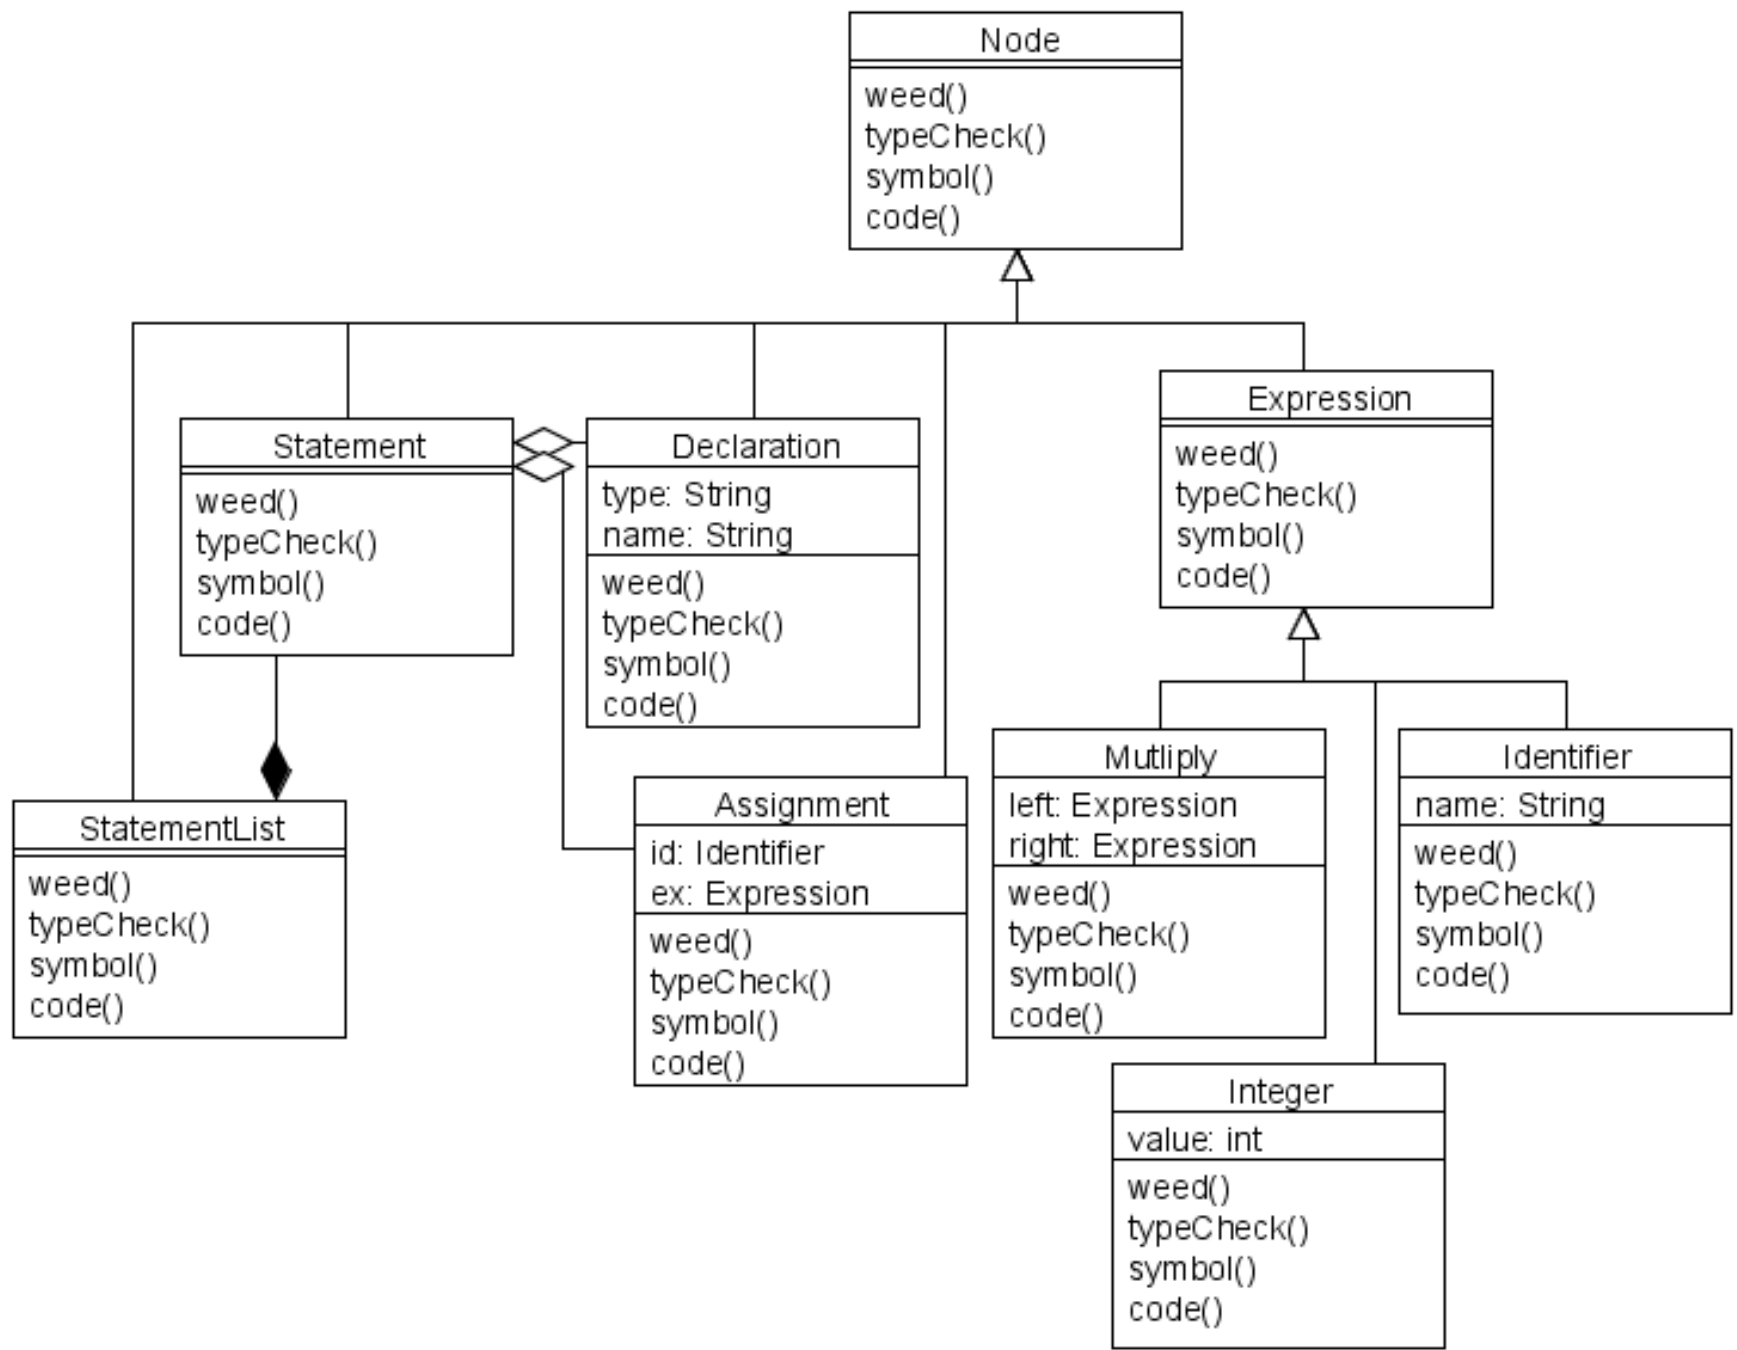 Node
weed()
typeCheck()
symbol()
code()
Statement
weed()
typeCheck()
symbol()
code()
Declaration
type: String
name: String
weed()
typeCheck()
symbol()
code()
Expression
weed()
typeCheck()
symbol()
code()
StatementList
weed()
typeCheck()
symbol()
code()
Assignment
id: Identifier
ex: Expression
weed()
typeCheck()
symbol()
code()
Mutliply
left: Expression
right: Expression
weed()
typeCheck()
symbol()
code()
Identifier
name: String
weed()
typeCheck()
symbol()
code()
Integer
value: int
weed()
typeCheck()
symbol()
code()